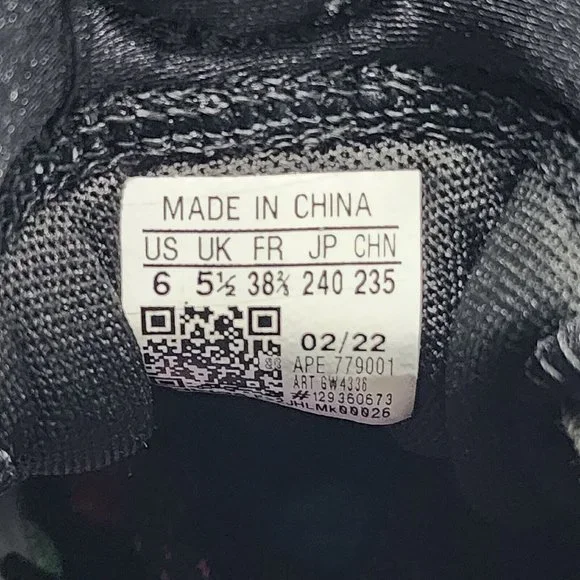 MADE IN CHINA
US UK FR JP CHN
6 5½ 38⅔ 240 235
02/22
APE 779001
ART GW4336
#129360673
JHLMk00026